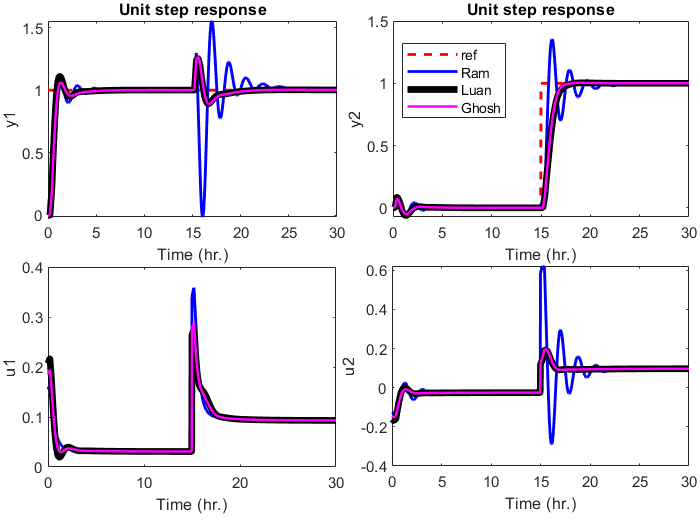 Unit step response
1.5
1
0.5
0
y1
0 5 10 15 20 25 30
Time (hr.)
Unit step response
1.5
1
0.5
0
y2
ref
Ram
Luan
Ghosh
0 5 10 15 20 25 30
Time (hr.)
0.4
0.3
0.2
0.1
0
u1
0 5 10 15 20 25 30
Time (hr.)
0.6
0.4
0.2
0
-0.2
-0.4
u2
0 5 10 15 20 25 30
Time (hr.)